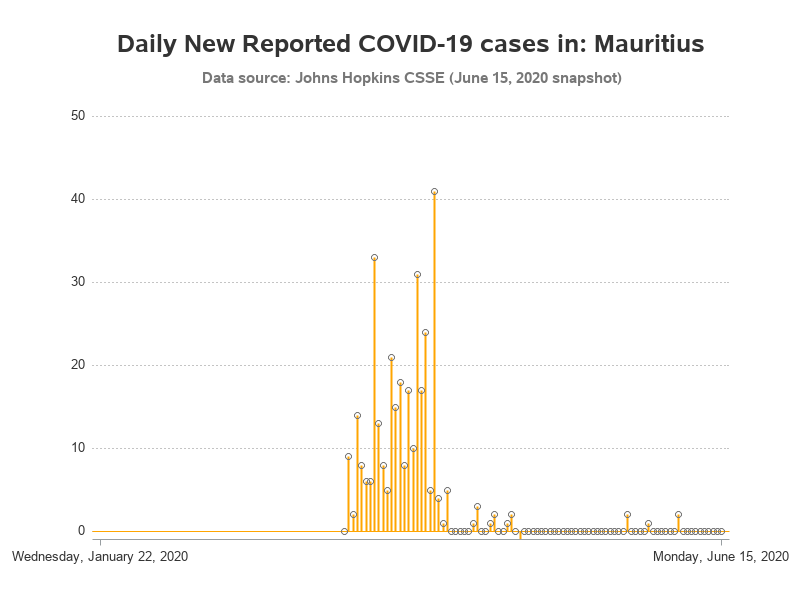 Daily New Reported COVID-19 cases in: Mauritius
Data source: Johns Hopkins CSSE (June 15, 2020 snapshot)
50
40
30
20
10
0
Wednesday, January 22, 2020
Monday, June 15, 2020